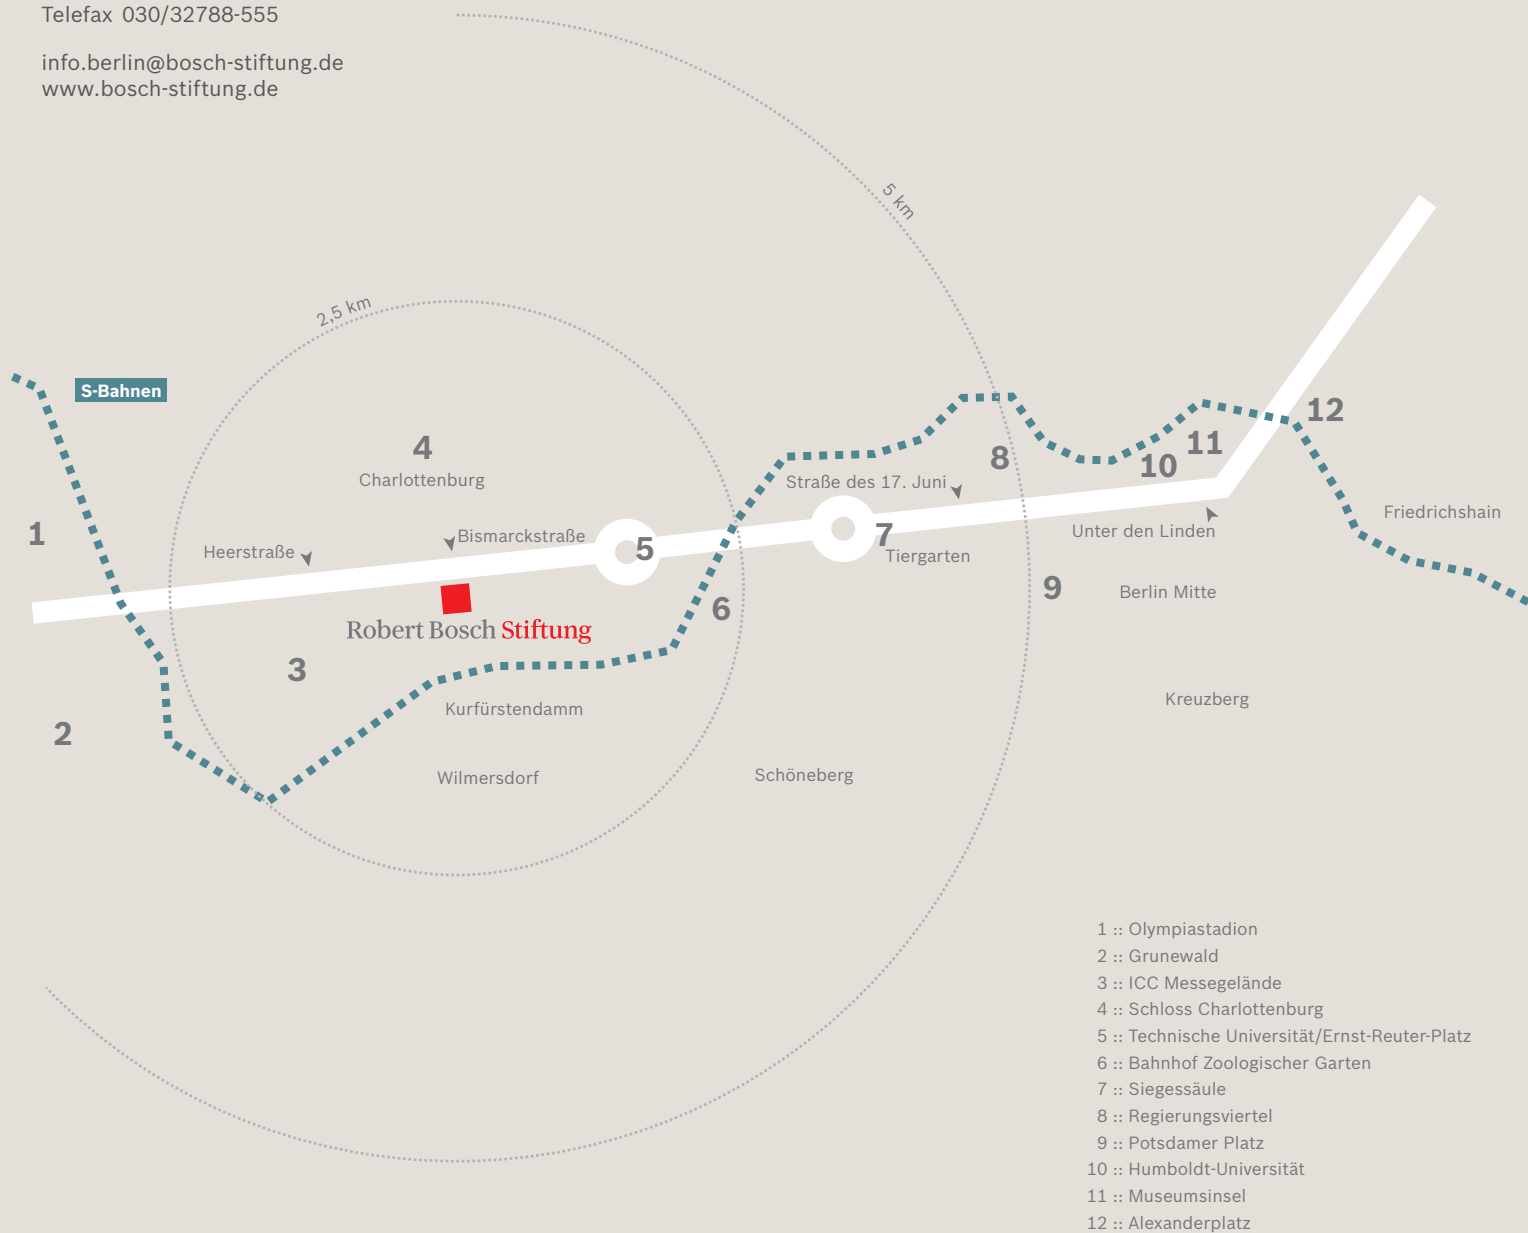 Telefax 030/32788-555
info.berlin@bosch-stiftung.de
www.bosch-stiftung.de
5 km
2,5 km
S-Bahnen
4
Charlottenburg
12
11
10
8
Straße des 17. Juni
Friedrichshain
1
Heerstraße
Bismarckstraße
5
7
Tiergarten
Unter den Linden
9
Berlin Mitte
6
Robert Bosch Stiftung
3
2
Kurfürstendamm
Kreuzberg
Wilmersdorf
Schöneberg
1 :: Olympiastadion
2 :: Grunewald
3 :: ICC Messegelände
4 :: Schloss Charlottenburg
5 :: Technische Universität/Ernst-Reuter-Platz
6 :: Bahnhof Zoologischer Garten
7 :: Siegessäule
8 :: Regierungsviertel
9 :: Potsdamer Platz
10 :: Humboldt-Universität
11 :: Museumsinsel
12 :: Alexanderplatz